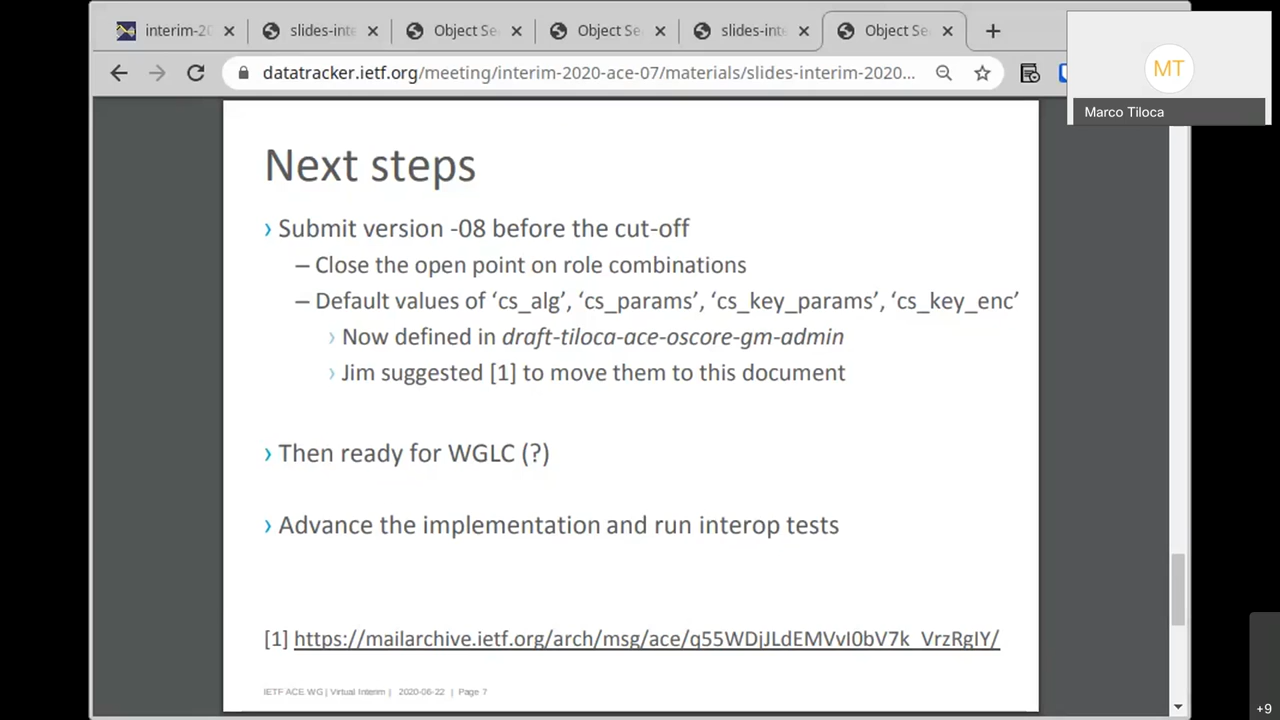 interim-20
slides-inte
Object Se
Object Se
slides-inte
Object Se
datatracker.ietf.org/meeting/interim-2020-ace-07/materials/slides-interim-2020...
MT
Marco Tiloca
Next steps
› Submit version -08 before the cut-off
– Close the open point on role combinations
– Default values of ‘cs_alg’, ‘cs_params’, ‘cs_key_params’, ‘cs_key_enc’
› Now defined in draft-tiloca-ace-oscore-gm-admin
› Jim suggested [1] to move them to this document
› Then ready for WGLC (?)
› Advance the implementation and run interop tests
[1] https://mailarchive.ietf.org/arch/msg/ace/q55WDjJLdEMVvI0bV7k_VrzRgIY/
IETF ACE WG | Virtual Interim | 2020-06-22 | Page 7
+9